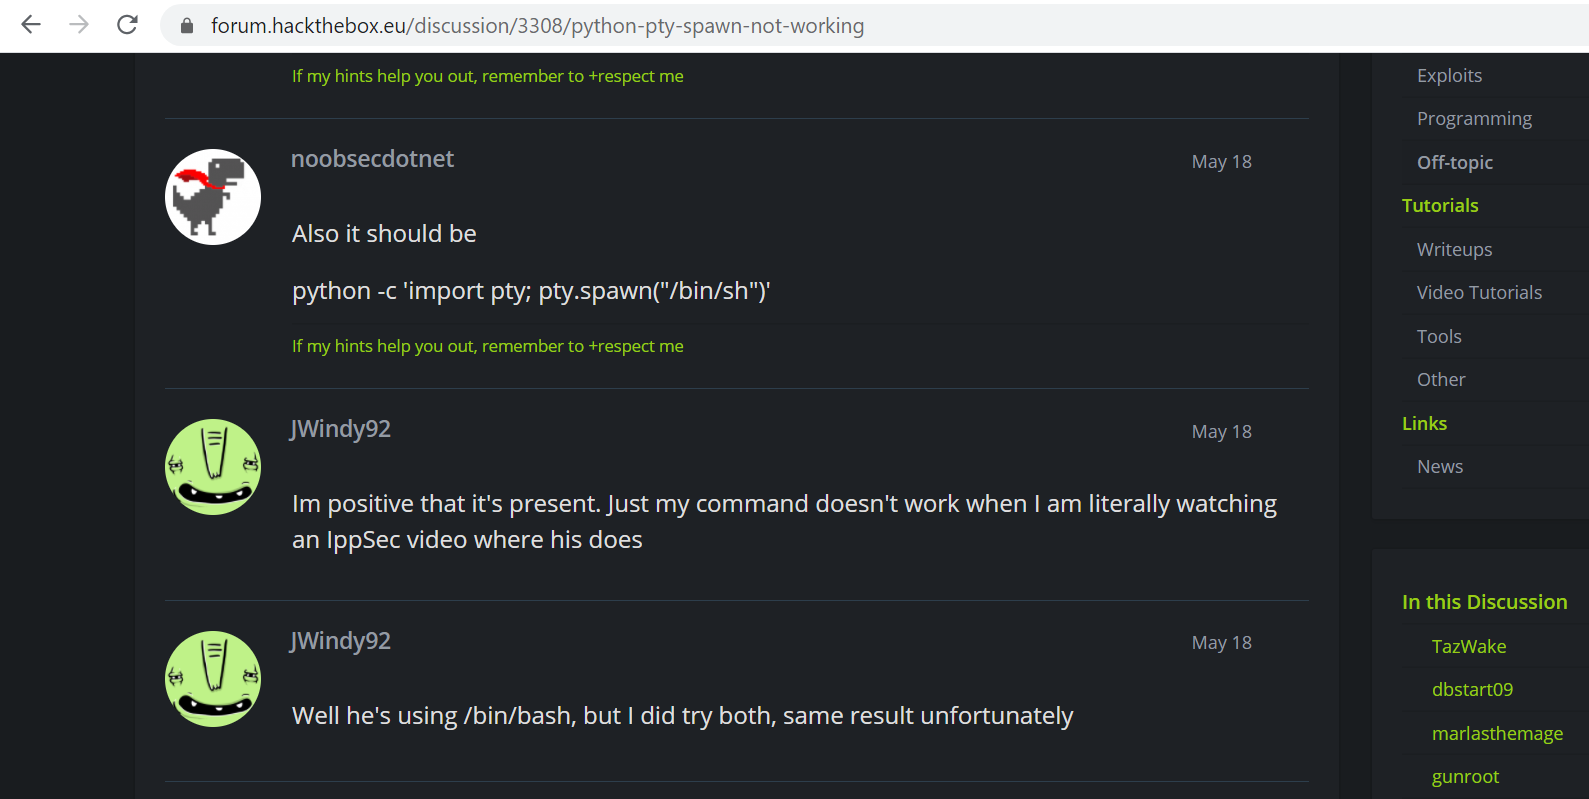 forum.hackthebox.eu/discussion/3308/python-pty-spawn-not-working
If my hints help you out, remember to +respect me
noobsecdotnet
May 18
Also it should be
python -c 'import pty; pty.spawn("/bin/sh")'
If my hints help you out, remember to +respect me
JWindy92
May 18
Im positive that it's present. Just my command doesn't work when I am literally watching
an IppSec video where his does
JWindy92
May 18
Well he's using /bin/bash, but I did try both, same result unfortunately
Exploits
Programming
Off-topic
Tutorials
Writeups
Video Tutorials
Tools
Other
Links
News
In this Discussion
TazWake
dbstart09
marlasthemage
gunroot